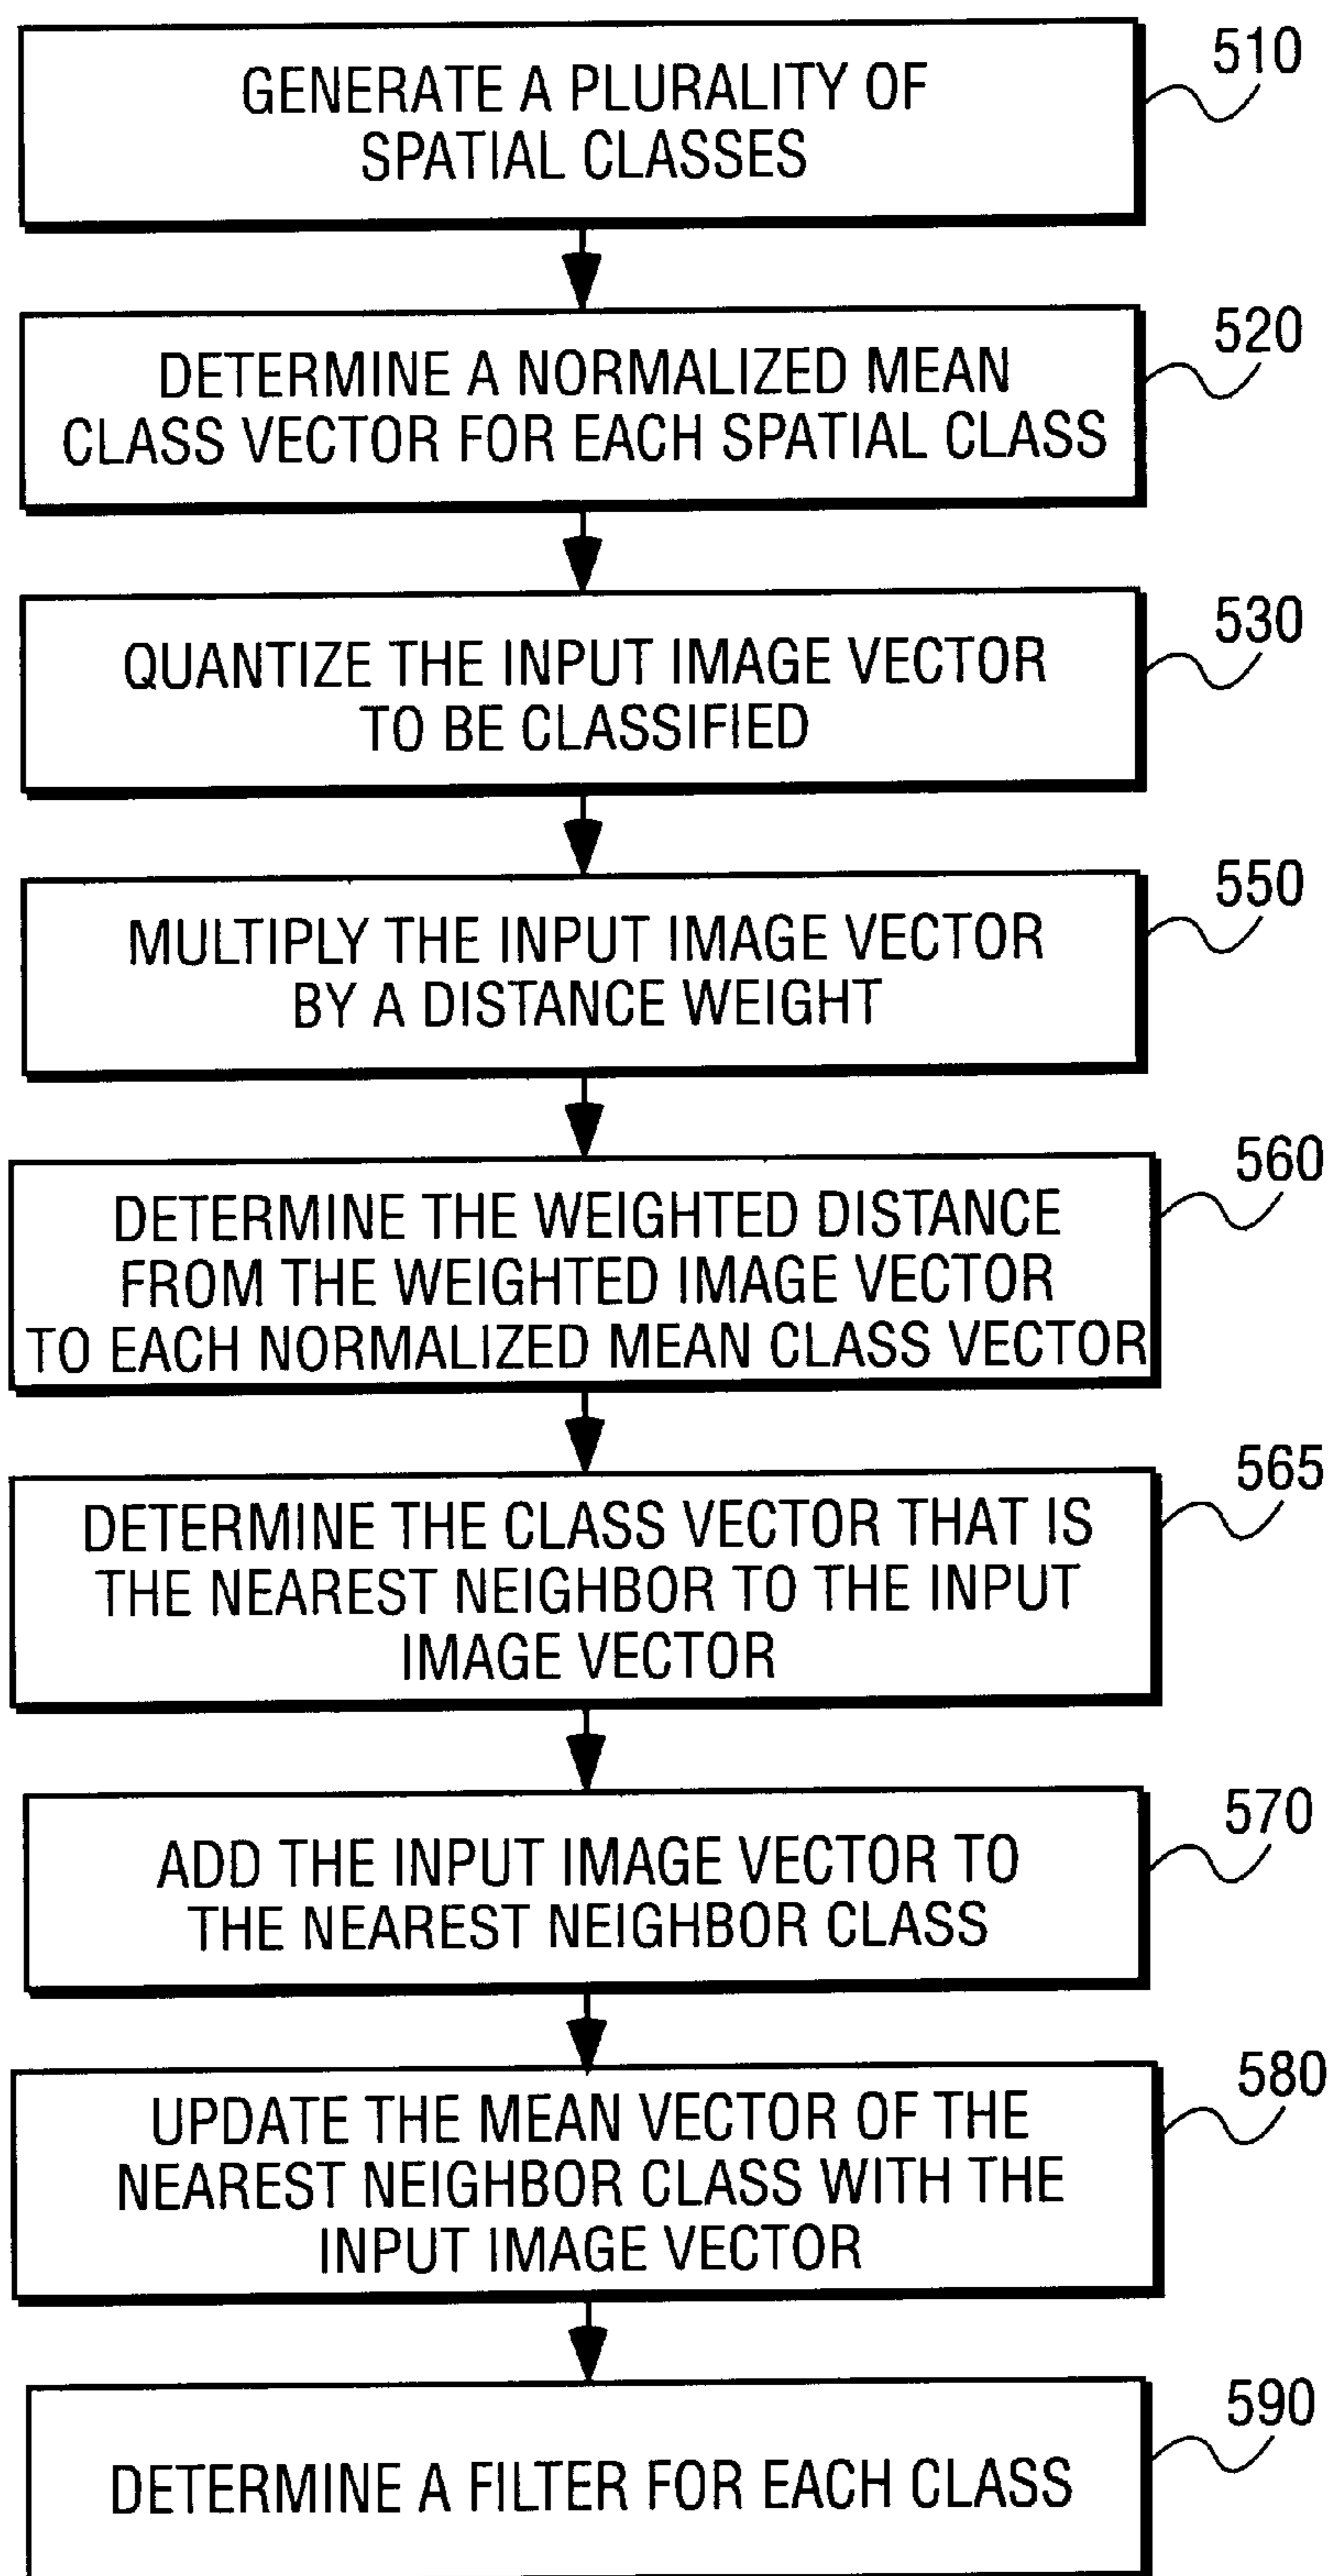 510
GENERATE A PLURALITY OF
SPATIAL CLASSES
520
DETERMINE A NORMALIZED MEAN
CLASS VECTOR FOR EACH SPATIAL CLASS
530
QUANTIZE THE INPUT IMAGE VECTOR
TO BE CLASSIFIED
550
MULTIPLY THE INPUT IMAGE VECTOR
BY A DISTANCE WEIGHT
560
DETERMINE THE WEIGHTED DISTANCE
FROM THE WEIGHTED IMAGE VECTOR
TO EACH NORMALIZED MEAN CLASS VECTOR
565
DETERMINE THE CLASS VECTOR THAT IS
THE NEAREST NEIGHBOR TO THE INPUT
IMAGE VECTOR
570
ADD THE INPUT IMAGE VECTOR TO
THE NEAREST NEIGHBOR CLASS
580
UPDATE THE MEAN VECTOR OF THE
NEAREST NEIGHBOR CLASS WITH THE
INPUT IMAGE VECTOR
590
DETERMINE A FILTER FOR EACH CLASS